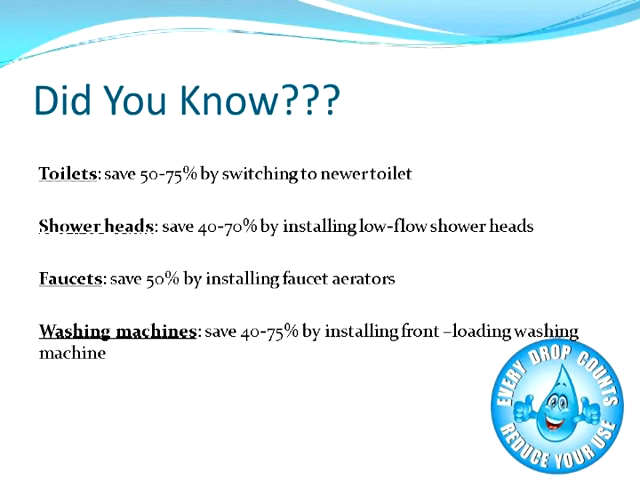 Did You Know???
Toilets: save 50-75% by switching to newer toilet
Shower heads: save 40-70% by installing low-flow shower heads
Faucets: save 50% by installing faucet aerators
Washing machines: save 40-75% by installing front –loading washing
machine
EVERY DROP COUNTS
REDUCE YOUR USE